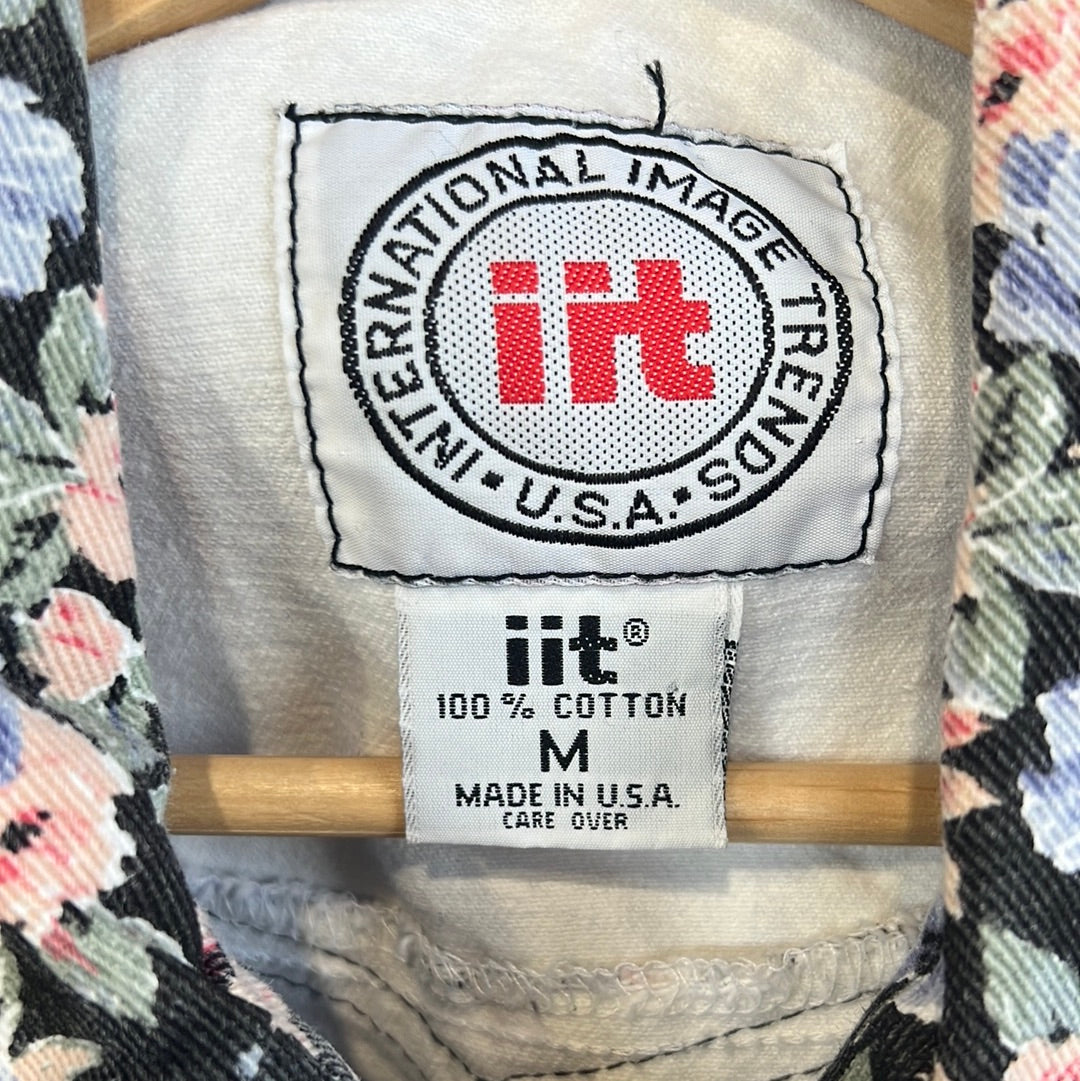 INTERNATIONAL IMAGE TRENDS
iit
• U.S.A. •
iit®
100 % COTTON
M
MADE IN U.S.A.
CARE OVER